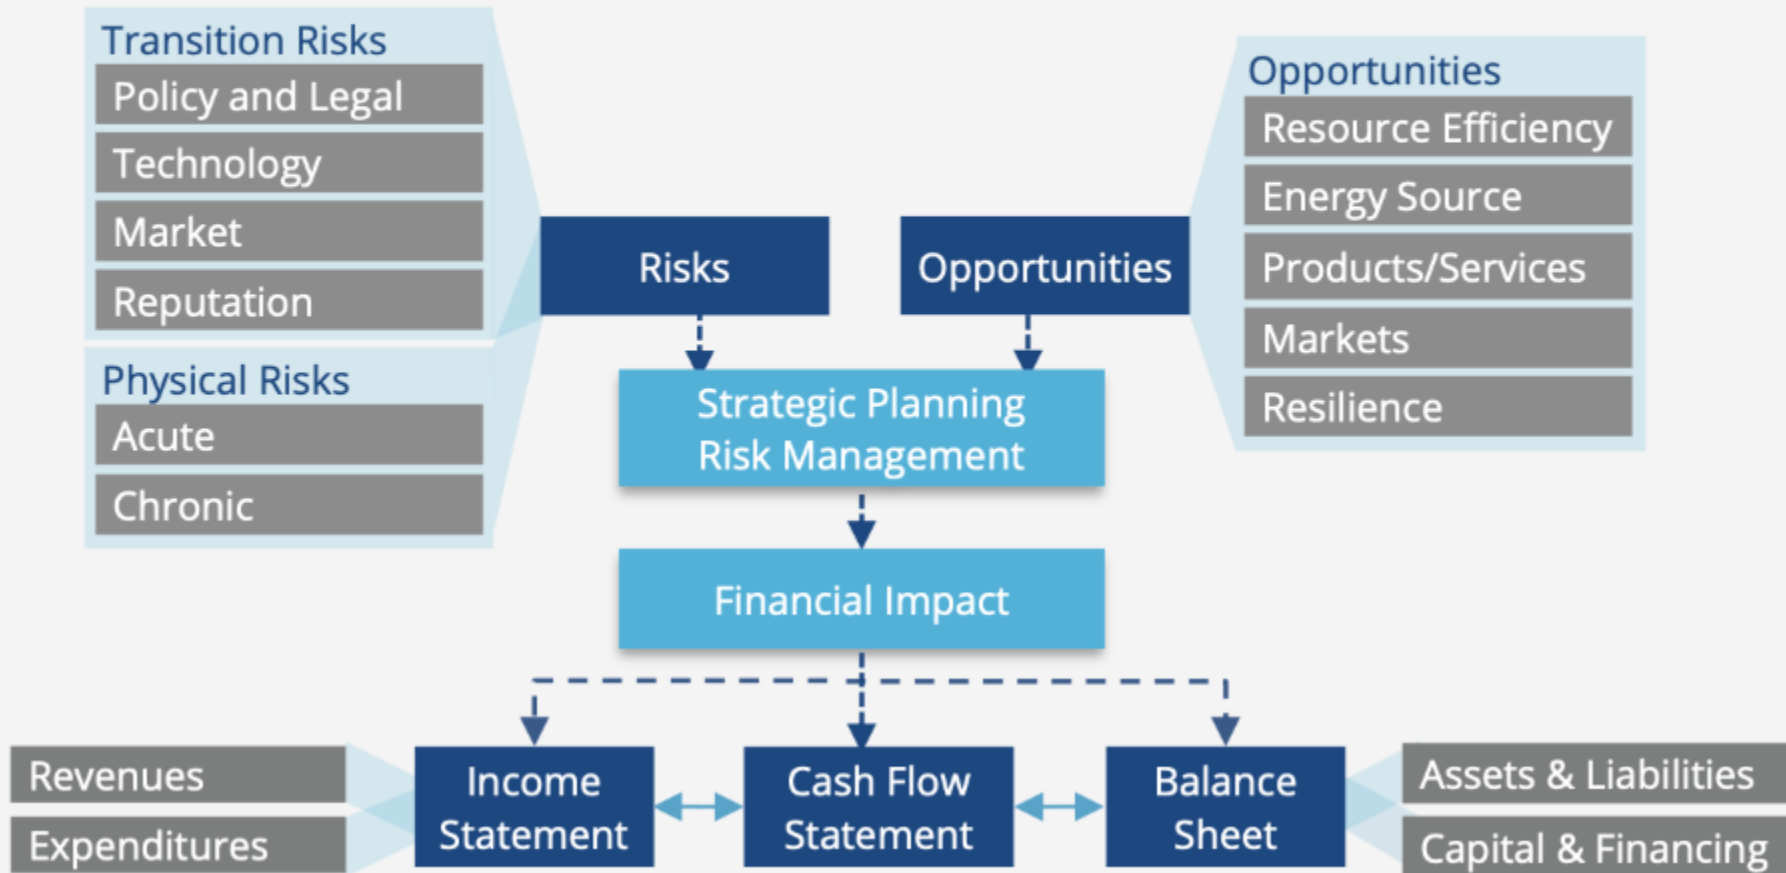 Transition Risks
Policy and Legal
Technology
Market
Reputation
Physical Risks
Acute
Chronic
Risks
Opportunities
Opportunities
Resource Efficiency
Energy Source
Products/Services
Markets
Resilience
Strategic Planning
Risk Management
Financial Impact
Revenues
Expenditures
Income
Statement
Cash Flow
Statement
Balance
Sheet
Assets & Liabilities
Capital & Financing